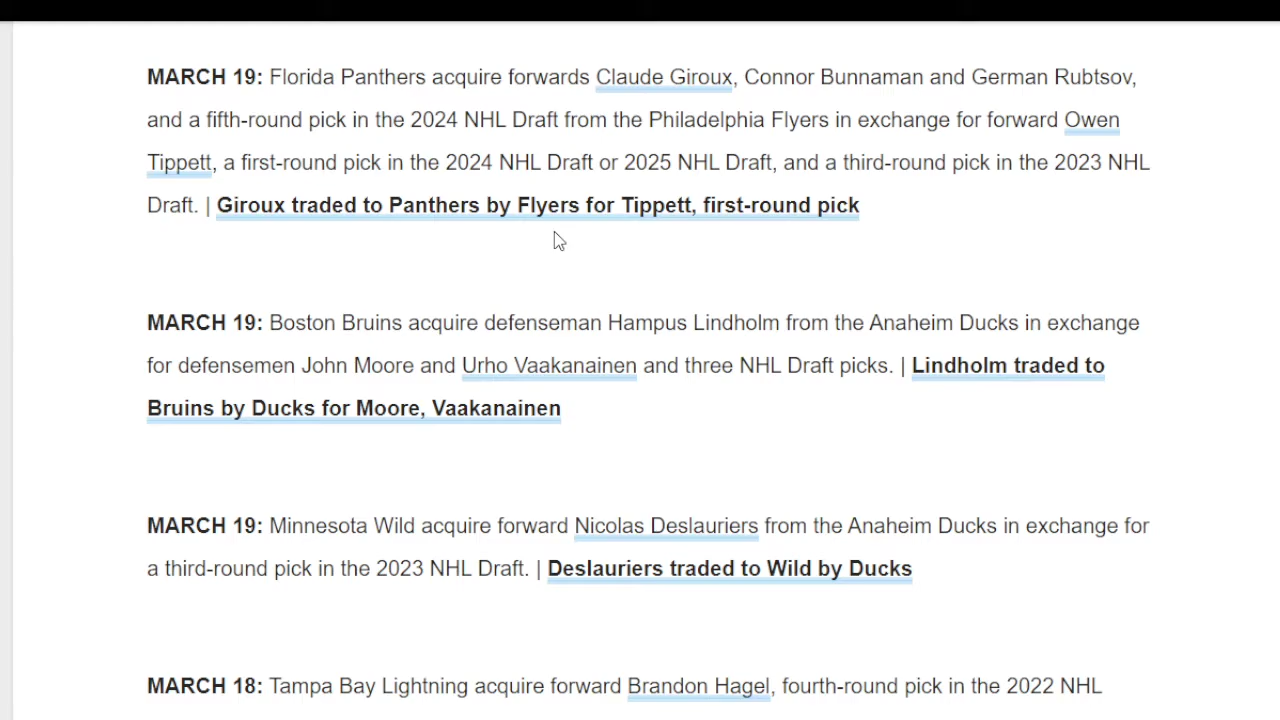 MARCH 19: Florida Panthers acquire forwards Claude Giroux, Connor Bunnaman and German Rubtsov,
and a fifth-round pick in the 2024 NHL Draft from the Philadelphia Flyers in exchange for forward Owen
Tippett, a first-round pick in the 2024 NHL Draft or 2025 NHL Draft, and a third-round pick in the 2023 NHL
Draft. | Giroux traded to Panthers by Flyers for Tippett, first-round pick
MARCH 19: Boston Bruins acquire defenseman Hampus Lindholm from the Anaheim Ducks in exchange
for defensemen John Moore and Urho Vaakanainen and three NHL Draft picks. | Lindholm traded to
Bruins by Ducks for Moore, Vaakanainen
MARCH 19: Minnesota Wild acquire forward Nicolas Deslauriers from the Anaheim Ducks in exchange for
a third-round pick in the 2023 NHL Draft. | Deslauriers traded to Wild by Ducks
MARCH 18: Tampa Bay Lightning acquire forward Brandon Hagel, fourth-round pick in the 2022 NHL